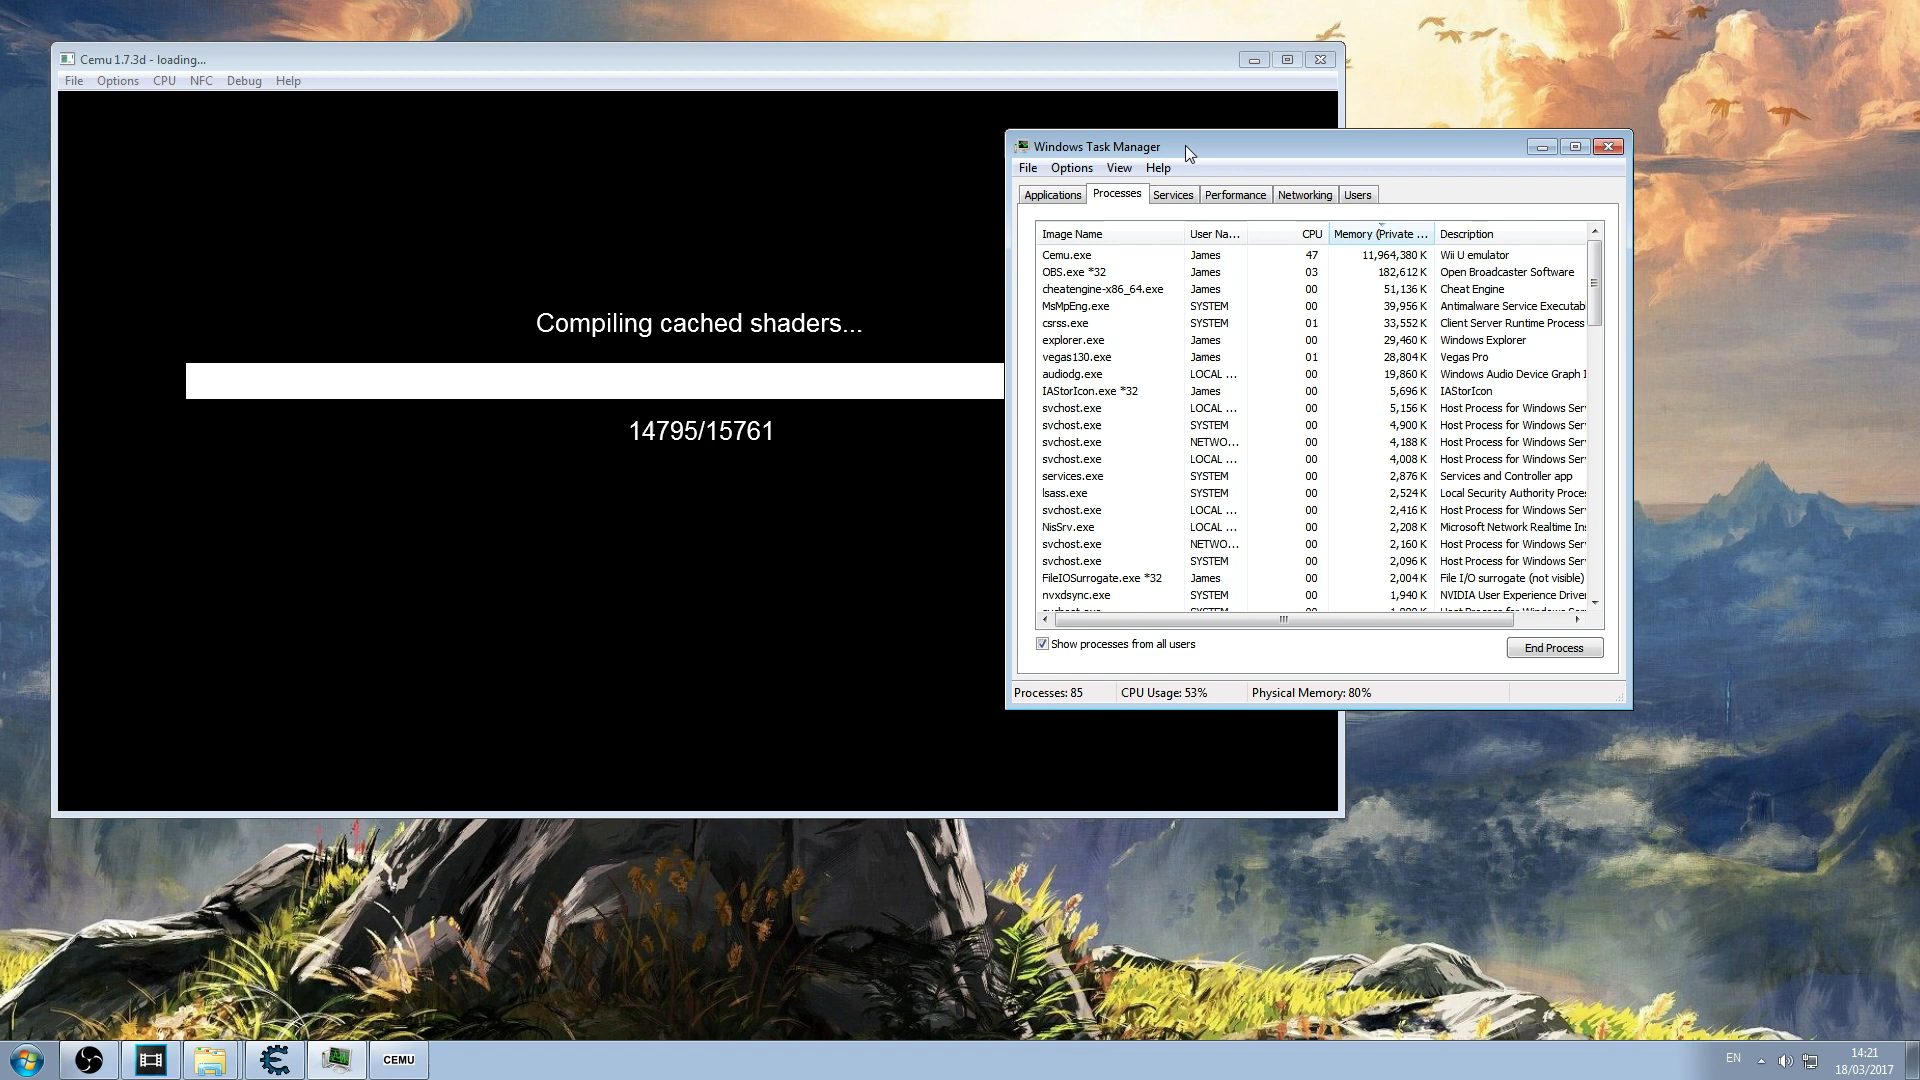 Cemu 1.7.3d - loading...
File Options CPU NFC Debug Help
Compiling cached shaders...
14795/15761
Windows Task Manager
File Options View Help
Applications Processes Services Performance Networking Users
Image Name User Na... CPU Memory (Private ... Description
Cemu.exe James 47 11,964,380 K Wii U emulator
OBS.exe *32 James 03 182,612 K Open Broadcaster Software
cheatengine-x86_64.exe James 00 51,136 K Cheat Engine
MsMpEng.exe SYSTEM 00 39,956 K Antimalware Service Executab
csrss.exe SYSTEM 01 33,552 K Client Server Runtime Process
explorer.exe James 00 29,460 K Windows Explorer
vegas130.exe James 01 28,804 K Vegas Pro
audiodg.exe LOCAL ... 00 19,860 K Windows Audio Device Graph I
IAStorIcon.exe *32 James 00 5,696 K IAStorIcon
svchost.exe LOCAL ... 00 5,156 K Host Process for Windows Ser
svchost.exe SYSTEM 00 4,900 K Host Process for Windows Ser
svchost.exe NETWO... 00 4,188 K Host Process for Windows Ser
svchost.exe LOCAL ... 00 4,008 K Host Process for Windows Ser
services.exe SYSTEM 00 2,876 K Services and Controller app
lsass.exe SYSTEM 00 2,524 K Local Security Authority Proce
svchost.exe LOCAL ... 00 2,416 K Host Process for Windows Ser
NisSrv.exe LOCAL ... 00 2,208 K Microsoft Network Realtime In
svchost.exe NETWO... 00 2,160 K Host Process for Windows Ser
svchost.exe SYSTEM 00 2,096 K Host Process for Windows Ser
FileIOSurrogate.exe *32 James 00 2,004 K File I/O surrogate (not visible)
nvxdsync.exe SYSTEM 00 1,940 K NVIDIA User Experience Drive
Show processes from all users
End Process
Processes: 85 CPU Usage: 53% Physical Memory: 80%
CEMU
EN
14:21
18/03/2017